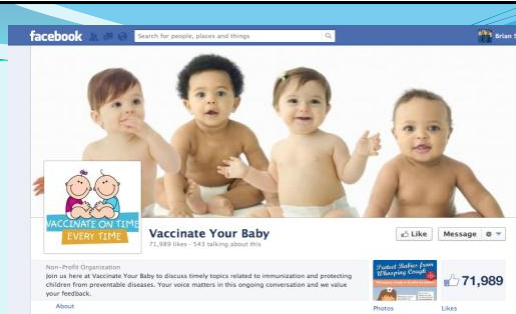 facebook
Search for people, places and things
Brian S
VACCINATE ON TIME
EVERY TIME
Vaccinate Your Baby
71,989 likes · 543 talking about this
Like
Message
Non-Profit Organization
Join us here at Vaccinate Your Baby to discuss timely topics related to immunization and protecting
children from preventable diseases. Your voice matters in this ongoing conversation and we value
your feedback.
About
Protect Babies from
Whooping Cough
Photos
71,989
Likes